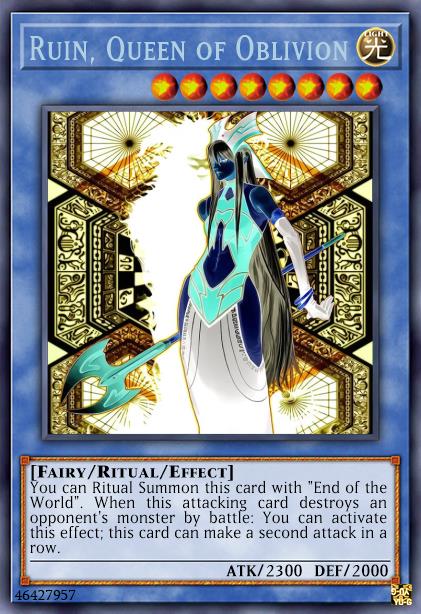 Ruin, Queen of Oblivion
LIGHT
光
[Fairy/Ritual/Effect]
You can Ritual Summon this card with "End of the
World". When this attacking card destroys an
opponent's monster by battle: You can activate
this effect; this card can make a second attack in a
row.
ATK/2300 DEF/2000
46427957